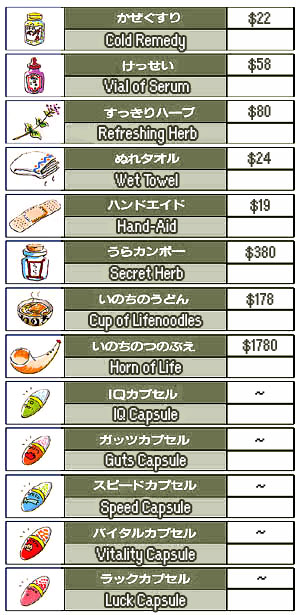 かぜぐすり $22
Cold Remedy
けっせい $58
Vial of Serum
すっきりハーブ $80
Refreshing Herb
ぬれタオル $24
Wet Towel
ハンドエイド $19
Hand-Aid
うらカンポー $380
Secret Herb
いのちのうどん $178
Cup of Lifenoodles
いのちのつのぶえ $1780
Horn of Life
IQカプセル ~
IQ Capsule
ガッツカプセル ~
Guts Capsule
スピードカプセル ~
Speed Capsule
バイタルカプセル ~
Vitality Capsule
ラックカプセル ~
Luck Capsule